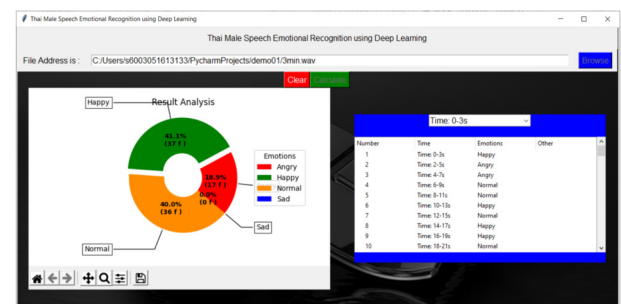 Thai Male Speech Emotional Recognition using Deep Learning
Thai Male Speech Emotional Recognition using Deep Learning
File Address is : C:/Users/s6003051613133/PycharmProjects/demo01/3min.wav Browse
Clear Calculate
Result Analysis
Happy
41.1%
(37 f )
18.9%
(17 f )
0.0%
(0 f )
40.0%
(36 f )
Emotions
Angry
Happy
Normal
Sad
Sad
Normal
Time: 0-3s
Number Time Emotions Other
1 Time: 0-3s Happy
2 Time: 2-5s Angry
3 Time: 4-7s Angry
4 Time: 6-9s Normal
5 Time: 8-11s Normal
6 Time: 10-13s Happy
7 Time: 12-15s Normal
8 Time: 14-17s Happy
9 Time: 16-19s Happy
10 Time: 18-21s Normal